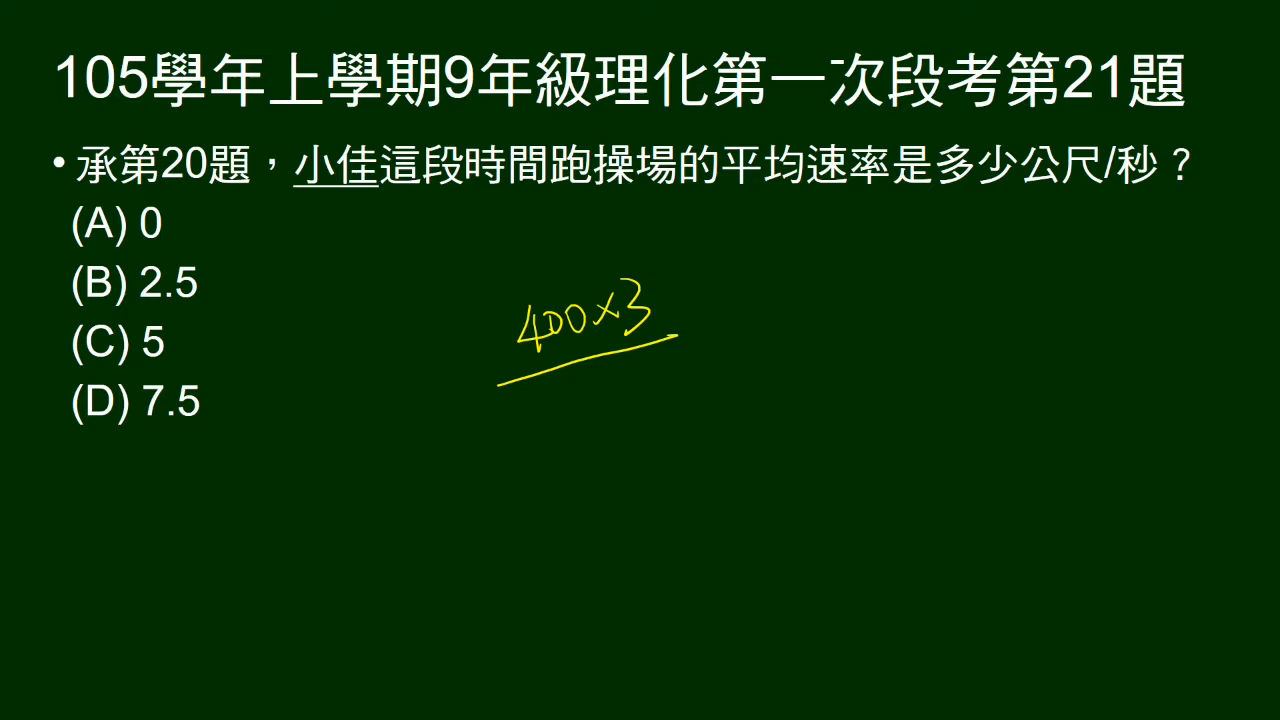 105學年上學期9年級理化第一次段考第21題
• 承第20題，小佳這段時間跑操場的平均速率是多少公尺/秒？
(A) 0
(B) 2.5
(C) 5
(D) 7.5
400×3